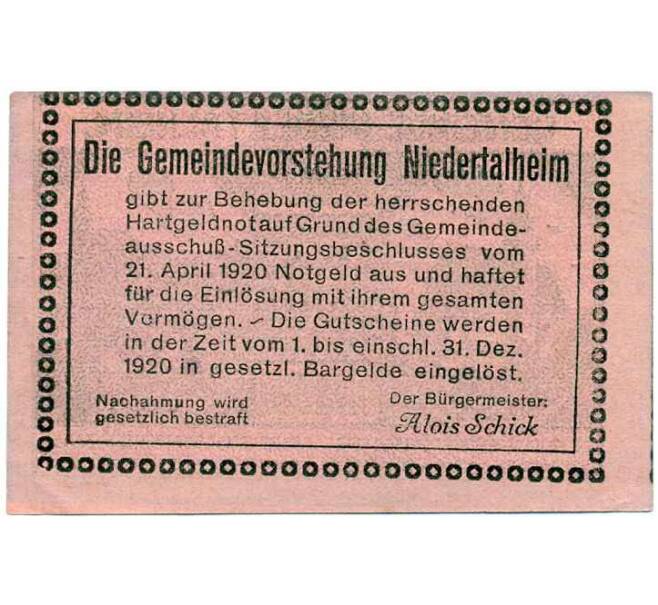 Die Gemeindevorstehung Niedertalheim
gibt zur Behebung der herrschenden
Hartgeldnot auf Grund des Gemeinde-
ausschuß-Sitzungsbeschlusses vom
21. April 1920 Notgeld aus und haftet
für die Einlösung mit ihrem gesamten
Vermögen. – Die Gutscheine werden
in der Zeit vom 1. bis einschl. 31. Dez.
1920 in gesetzl. Bargelde eingelöst.
Nachahmung wird
gesetzlich bestraft.
Der Bürgermeister:
Alois Schick